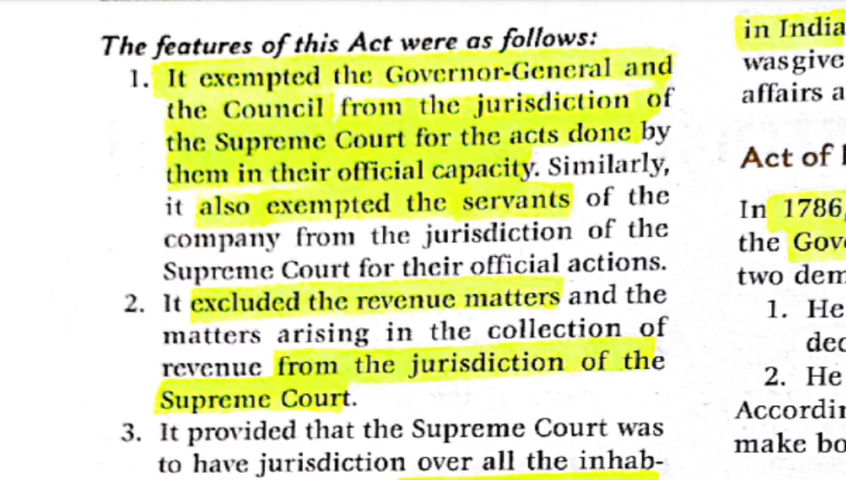 The features of this Act were as follows:
1. It exempted the Governor-General and
the Council from the jurisdiction of
the Supreme Court for the acts done by
them in their official capacity. Similarly,
it also exempted the servants of the
company from the jurisdiction of the
Supreme Court for their official actions.
2. It excluded the revenue matters and the
matters arising in the collection of
revenue from the jurisdiction of the
Supreme Court.
3. It provided that the Supreme Court was
to have jurisdiction over all the inhab-
in India
wasgive
affairs a
Act of
In 1786,
the Gov
two dem
1. He
dec
2. He
Accordin
make bo